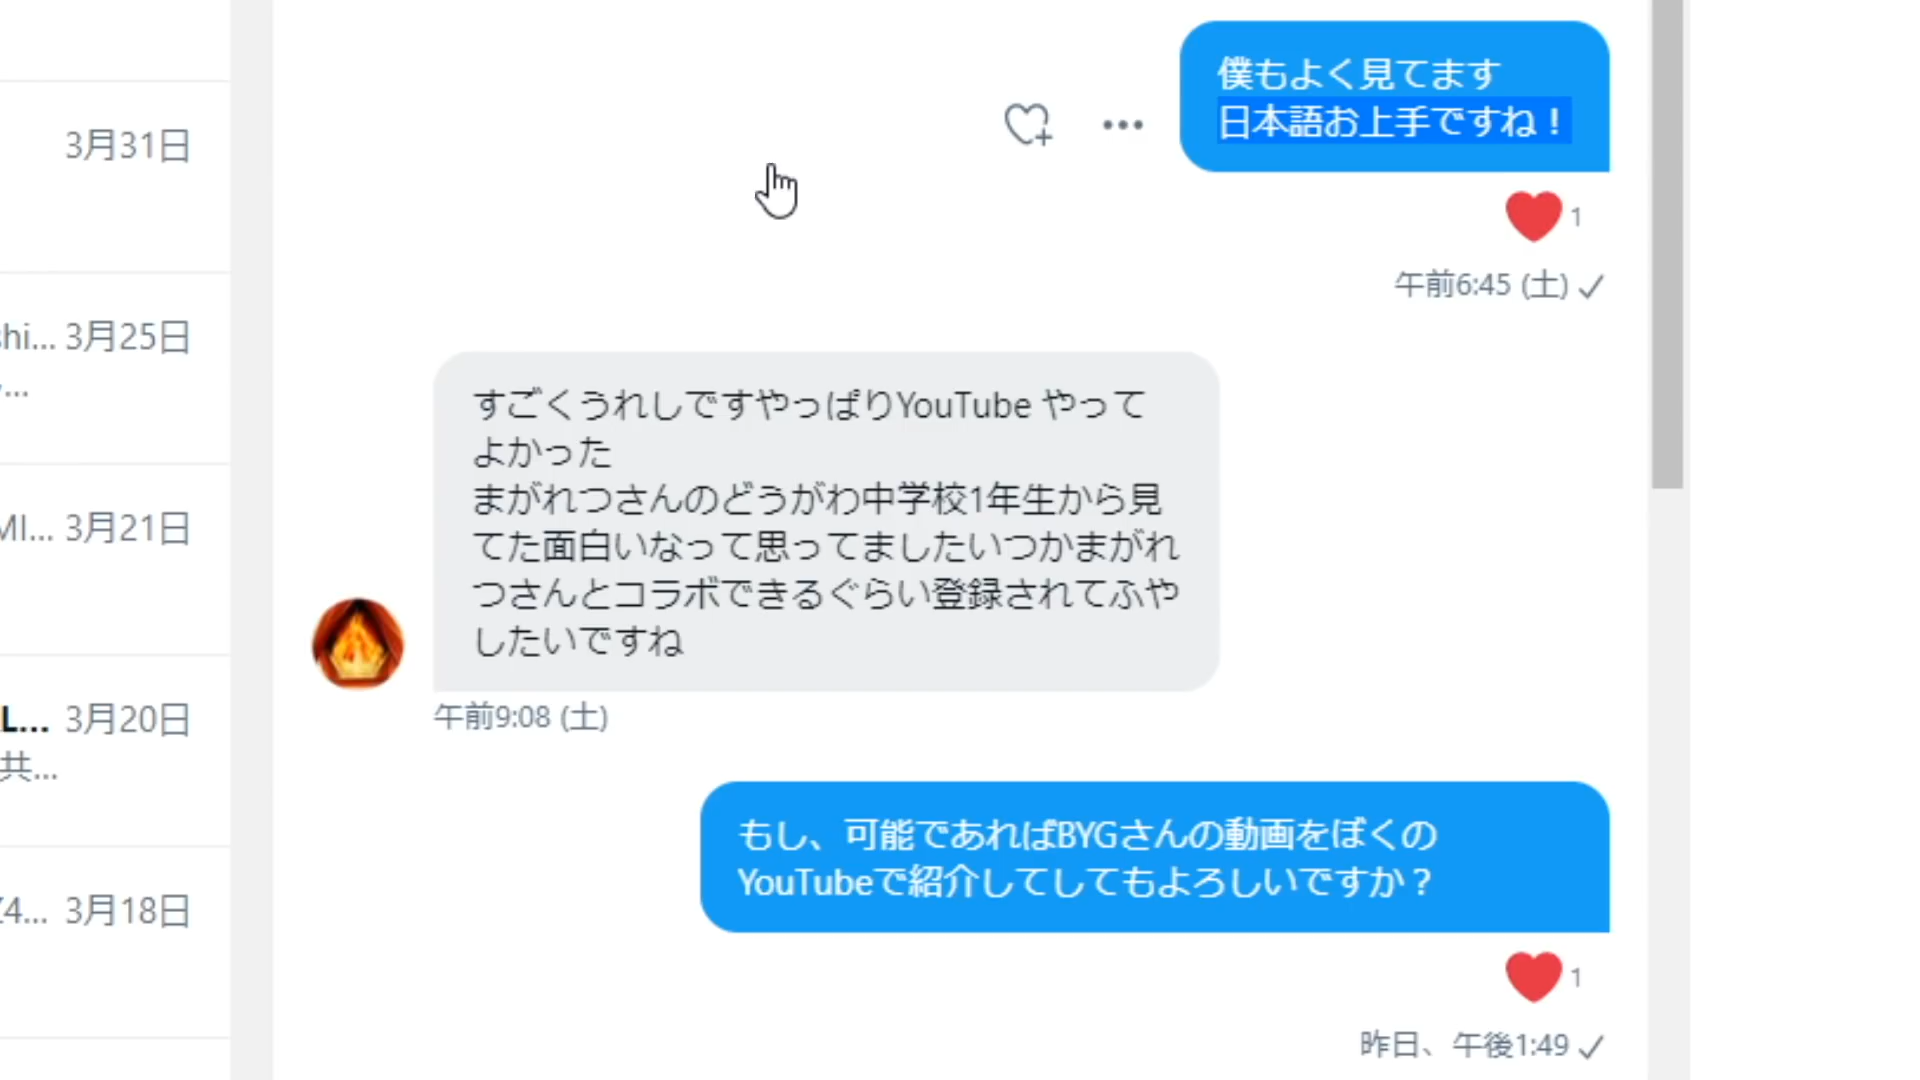 僕もよく見てます
日本語お上手ですね！
1
午前6:45 (土)
すごくうれしですやっぱりYouTube やって
よかった
まがれつさんのどうがわ中学校1年生から見
てた面白いなって思ってましたいつかまがれ
つさんとコラボできるぐらい登録されてふや
したいですね
午前9:08 (土)
もし、可能であればBYGさんの動画をぼくの
YouTubeで紹介してしてもよろしいですか？
1
昨日、午後1:49
3月31日
hi... 3月25日
...
MI... 3月21日
L... 3月20日
共...
4... 3月18日